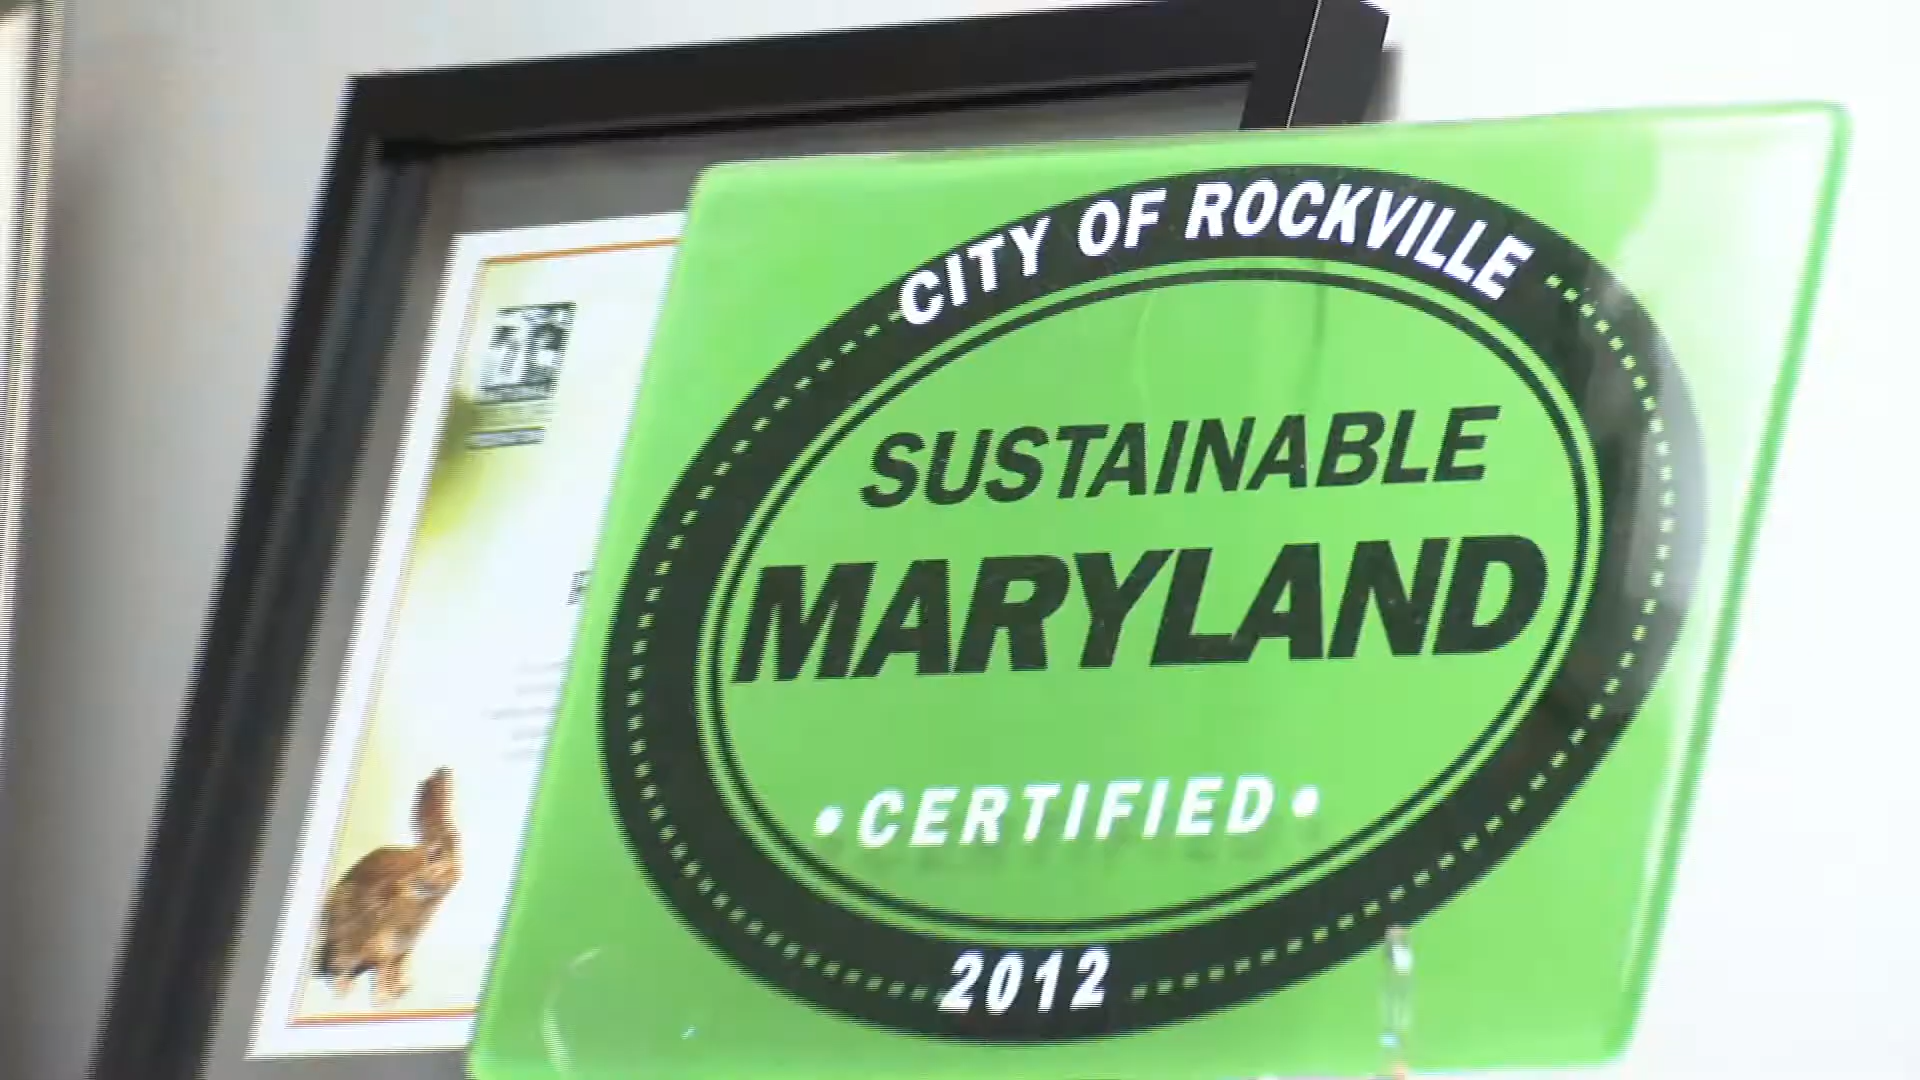 CITY OF ROCKVILLE
SUSTAINABLE
MARYLAND
•CERTIFIED•
2012